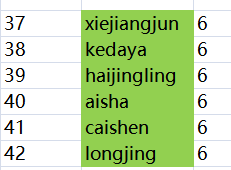 37 xiejiangjun 6
38 kedaya 6
39 haijingling 6
40 aisha 6
41 caishen 6
42 longjing 6